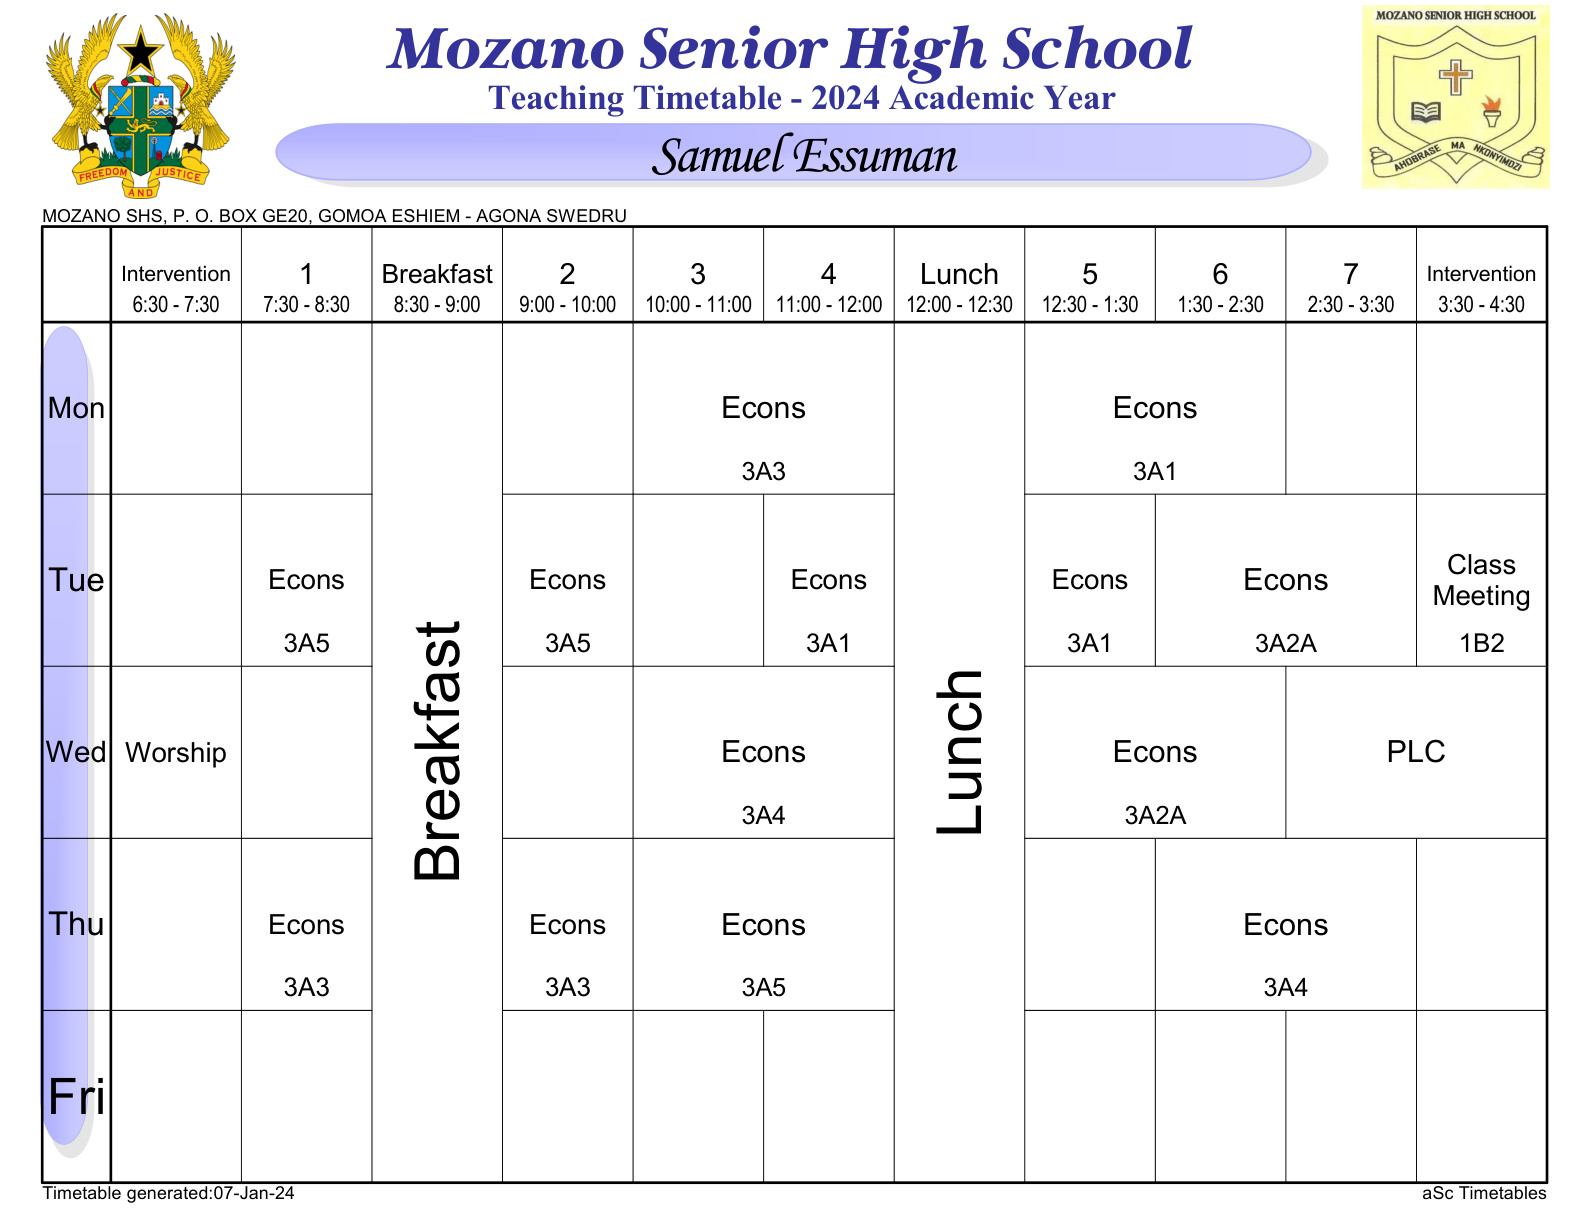 MOZANO SENIOR HIGH SCHOOL
Mozano Senior High School
Teaching Timetable - 2024 Academic Year
Samuel Essuman
FREEDOM AND JUSTICE
AHOBRASE MA NKONYIMDZI
MOZANO SHS, P. O. BOX GE20, GOMOA ESHIEM - AGONA SWEDRU
Intervention 1 Breakfast 2 3 4 Lunch 5 6 7 Intervention
6:30 - 7:30 7:30 - 8:30 8:30 - 9:00 9:00 - 10:00 10:00 - 11:00 11:00 - 12:00 12:00 - 12:30 12:30 - 1:30 1:30 - 2:30 2:30 - 3:30 3:30 - 4:30
Breakfast
Lunch
Mon Econs Econs
3A3 3A1
Tue Econs Econs Econs Econs Econs Class Meeting
3A5 3A5 3A1 3A1 3A2A 1B2
Wed Worship Econs Econs PLC
3A4 3A2A
Thu Econs Econs Econs Econs
3A3 3A3 3A5 3A4
Fri
Timetable generated:07-Jan-24 aSc Timetables